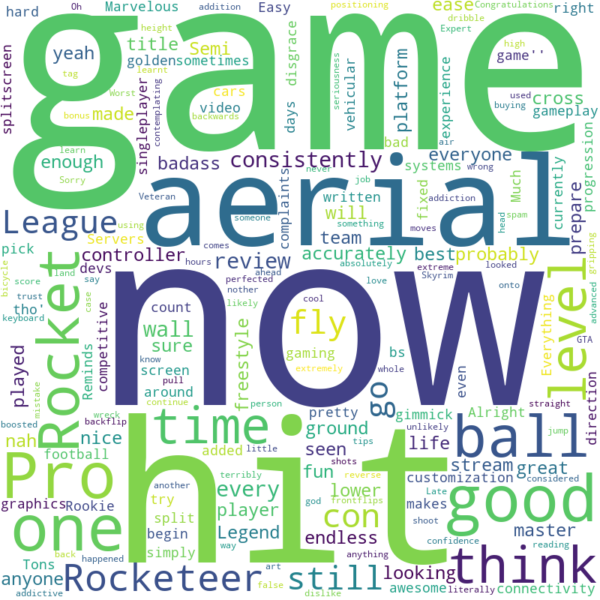 game
now
hit
aerial
Rocket
League
level
ball
good
Pro
one
time
think
Rocketeer
still
con
go
fly
hard
Oh
Marvelous
height
addition
Easy
positioning
Congratulations
dribble
Expert
right
yeah
title
Semi
ease
game''
splitscreen
tag
Worst
bonus
learnt
golden
sometimes
contemplating
made
video
cars
backwards
days
disgrace
vehicular
seriousness
platform
high
used
buying
cross
experience
gameplay
learn
Sorry
enough
singleplayer
badass
consistently
bad
air
never
everyone
wrong
systems
progression
Veteran
using
someone
complaints
written
something
job
addiction
fixed
Much
spam
currently
prepare
Servers
will
pick
controller
review
team
accurately
best
probably
moves
head
bicycle
land
tho'
devs
comes
hours
ahead
absolutely
extreme
Skyrim
looked
onto
Everything
gripping
score
trust
say
case
perfected
nother
likely
love
keyboard
competitive
count
wall
sure
freestyle
cool
gaming
whole
advanced
GTA
played
Reminds
screen
know
pull
around
extremely
bs
even
direction
boosted
mistake
continue
wreck
person
backflip
little
pretty
unlikely
tips
gimmick
Alright
straight
jump
nah
nice
football
added
ground
shots
seen
life
stream
great
considered
graphics
Rookie
another
terribly
fun
reverse
frontflips
customization
makes
Late
master
try
split
every
player
god
lower
shoot
confidence
reading
begin
Legend
endless
anything
Tons
back
happened
simply
way
looking
anyone
addictive
art
false
dislike
awesome
literally
connectivity